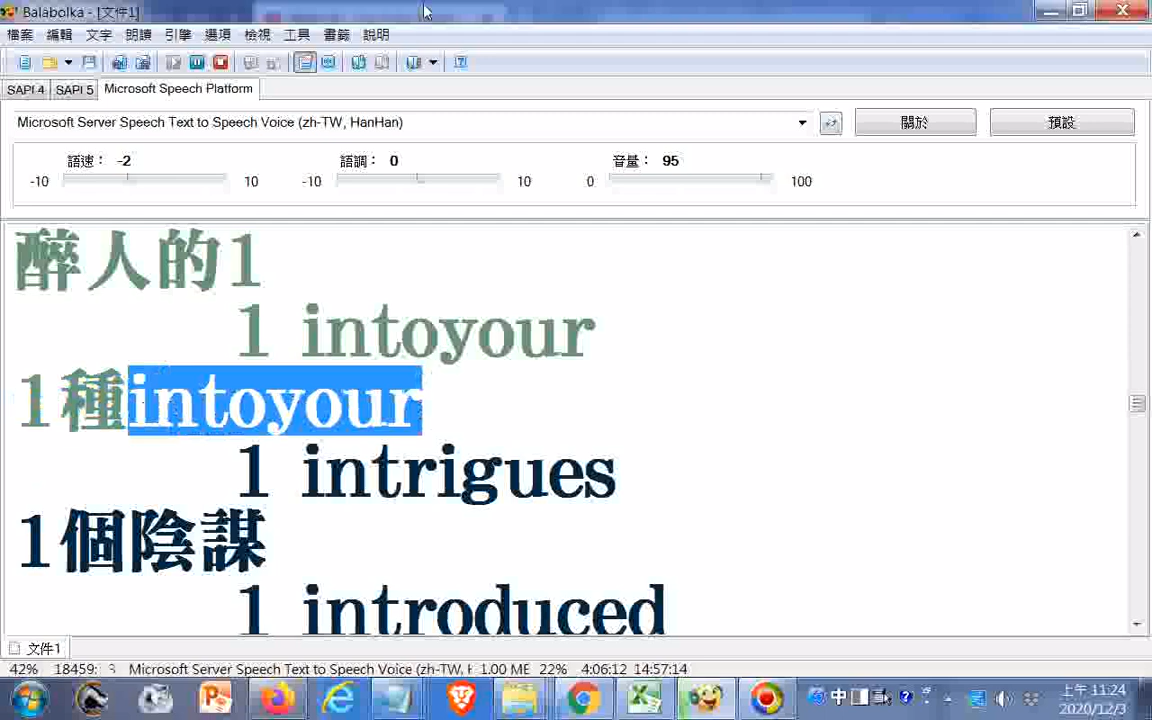 Balabolka - [文件1]
檔案 編輯 文字 朗讀 引擎 選項 檢視 工具 書籤 說明
SAPI 4 SAPI 5 Microsoft Speech Platform
Microsoft Server Speech Text to Speech Voice (zh-TW, HanHan) 關於 預設
語速： -2 語調： 0 音量： 95
-10 10 -10 10 0 100
醉人的1
1 intoyour
1種intoyour
1 intrigues
1個陰謀
1 introduced
文件1
42% 18459: 3 Microsoft Server Speech Text to Speech Voice (zh-TW, 1.00 ME 22% 4:06:12 14:57:14
中 上午 11:24
2020/12/3